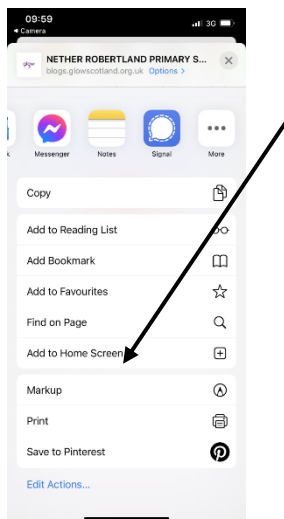 09:59
3G
◀ Camera
glow
NETHER ROBERTLAND PRIMARY S...
blogs.glowscotland.org.uk Options >
k
Messenger
Notes
Signal
More
Copy
Add to Reading List
Add Bookmark
Add to Favourites
Find on Page
Add to Home Screen
Markup
Print
Save to Pinterest
Edit Actions...